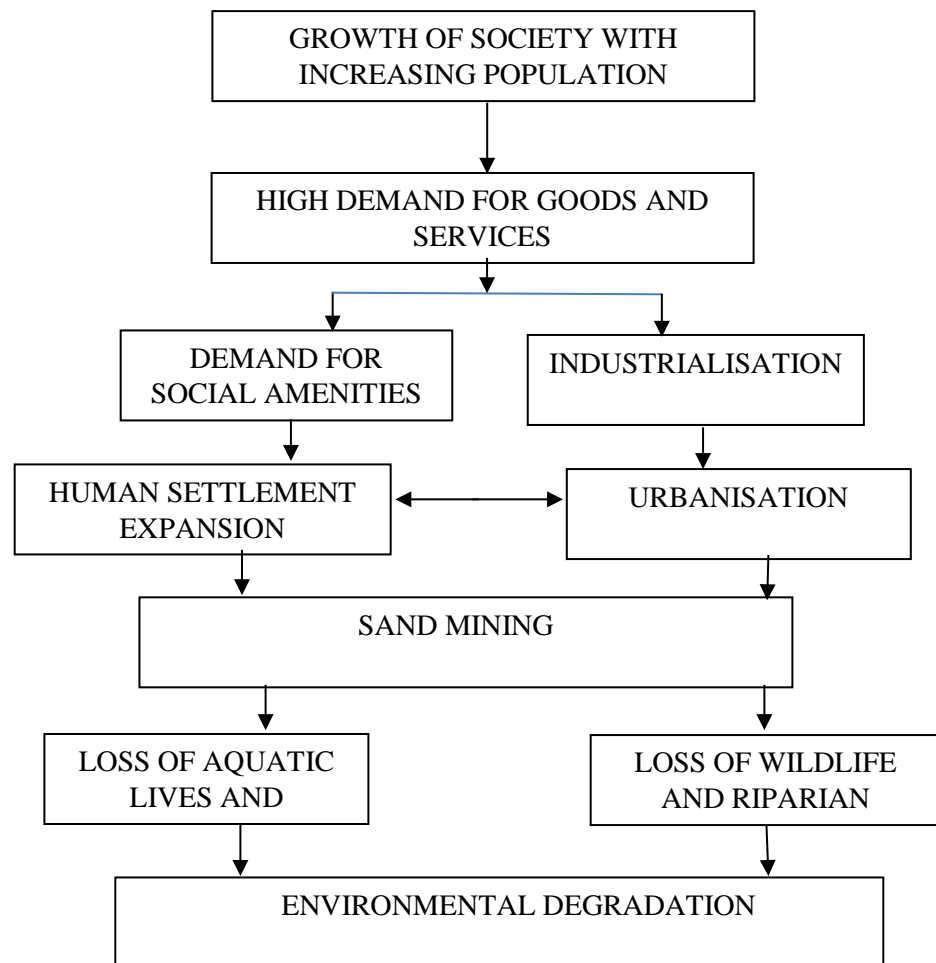 GROWTH OF SOCIETY WITH
INCREASING POPULATION
HIGH DEMAND FOR GOODS AND
SERVICES
DEMAND FOR
SOCIAL AMENITIES
INDUSTRIALISATION
HUMAN SETTLEMENT
EXPANSION
URBANISATION
SAND MINING
LOSS OF AQUATIC
LIVES AND
LOSS OF WILDLIFE
AND RIPARIAN
ENVIRONMENTAL DEGRADATION